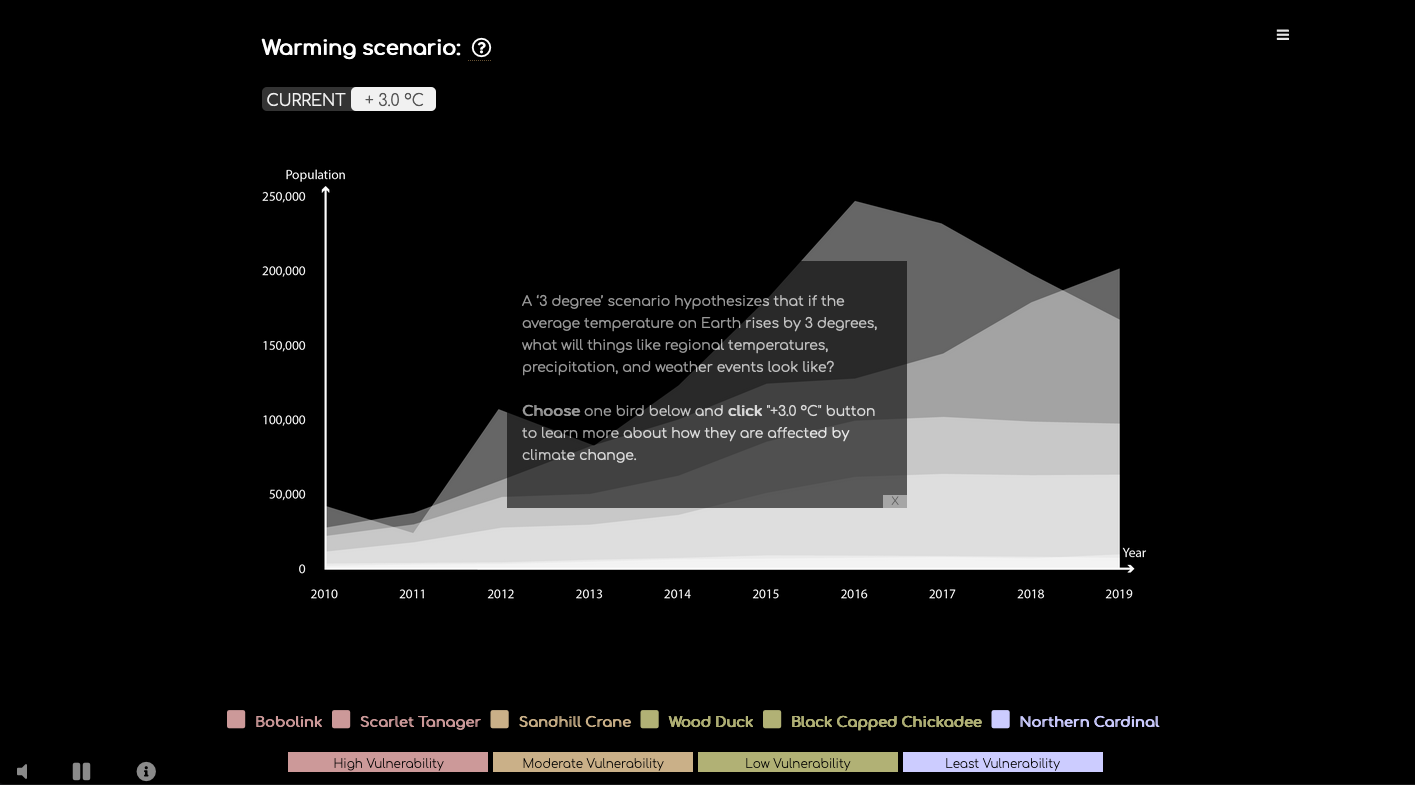 Warming scenario: ?
CURRENT + 3.0 °C
Population
250,000
200,000
150,000
100,000
50,000
0
A ‘3 degree’ scenario hypothesizes that if the
average temperature on Earth rises by 3 degrees,
what will things like regional temperatures,
precipitation, and weather events look like?
Choose one bird below and click "+3.0 °C" button
to learn more about how they are affected by
climate change.
X
Year
2010 2011 2012 2013 2014 2015 2016 2017 2018 2019
Bobolink Scarlet Tanager Sandhill Crane Wood Duck Black Capped Chickadee Northern Cardinal
High Vulnerability Moderate Vulnerability Low Vulnerability Least Vulnerability